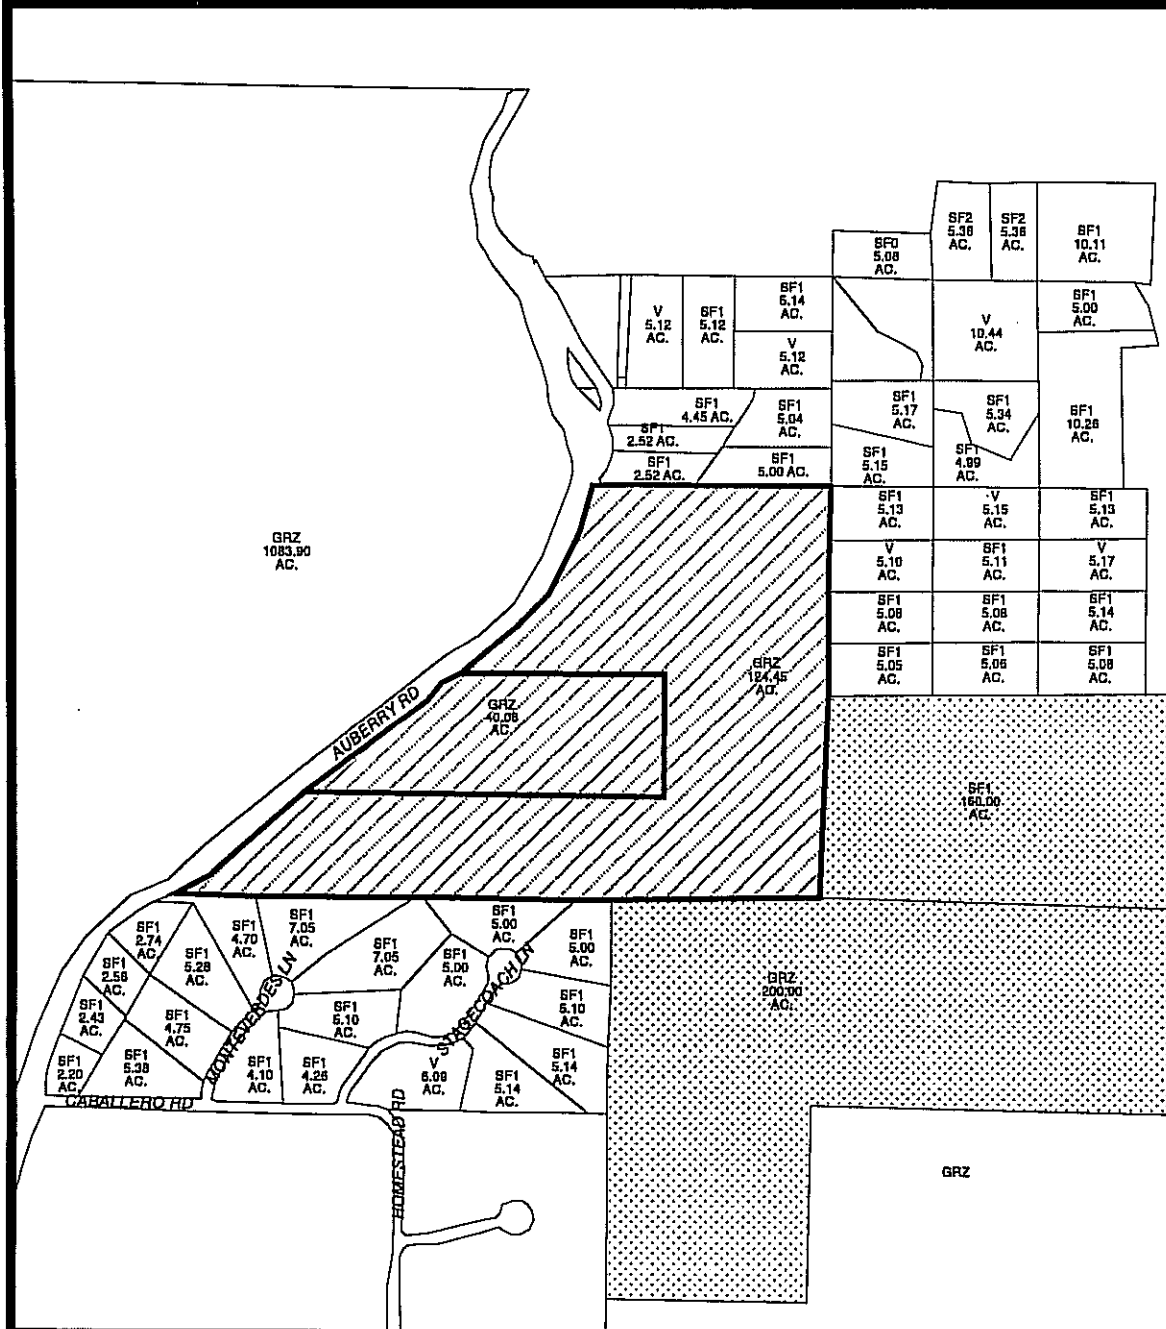 SF2
5.36
AC.
SF2
5.36
AC.
SF1
10.11
AC.
SF0
5.08
AC.
SF1
5.14
AC.
SF1
5.00
AC.
V
5.12
AC.
SF1
5.12
AC.
V
10.44
AC.
V
5.12
AC.
SF1
4.45 AC.
SF1
5.04
AC.
SF1
5.17
AC.
SF1
5.34
AC.
SF1
10.26
AC.
SF1
2.52 AC.
SF1
2.52 AC.
SF1
5.00 AC.
SF1
5.15
AC.
SF1
4.99
AC.
SF1
5.13
AC.
V
5.15
AC.
SF1
5.13
AC.
GRZ
1083.90
AC.
V
5.10
AC.
SF1
5.11
AC.
V
5.17
AC.
SF1
5.08
AC.
SF1
5.08
AC.
SF1
5.14
AC.
SF1
5.05
AC.
SF1
5.06
AC.
SF1
5.08
AC.
GRZ
124.45
AC.
AUBERRY RD
GRZ
40.08
AC.
SF1
160.00
AC.
SF1
2.74
AC.
SF1
4.70
AC.
SF1
7.05
AC.
SF1
5.00
AC.
SF1
7.05
AC.
SF1
5.00
AC.
SF1
5.00
AC.
SF1
2.56
AC.
SF1
5.28
AC.
MONTEVERDES LN
STAGECOACH LN
GRZ
200.00
AC.
SF1
2.43
AC.
SF1
4.75
AC.
SF1
5.10
AC.
SF1
5.10
AC.
SF1
2.20
AC.
SF1
5.38
AC.
SF1
4.10
AC.
SF1
4.26
AC.
V
6.09
AC.
SF1
5.14
AC.
SF1
5.14
AC.
CABALLERO RD
HOMESTEAD RD
GRZ